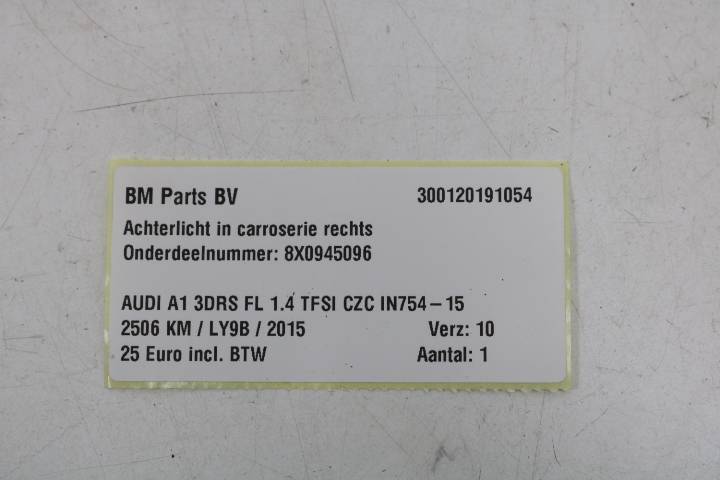 BM Parts BV 300120191054
Achterlicht in carroserie rechts
Onderdeelnummer: 8X0945096
AUDI A1 3DRS FL 1.4 TFSI CZC IN754-15
2506 KM / LY9B / 2015 Verz: 10
25 Euro incl. BTW Aantal: 1